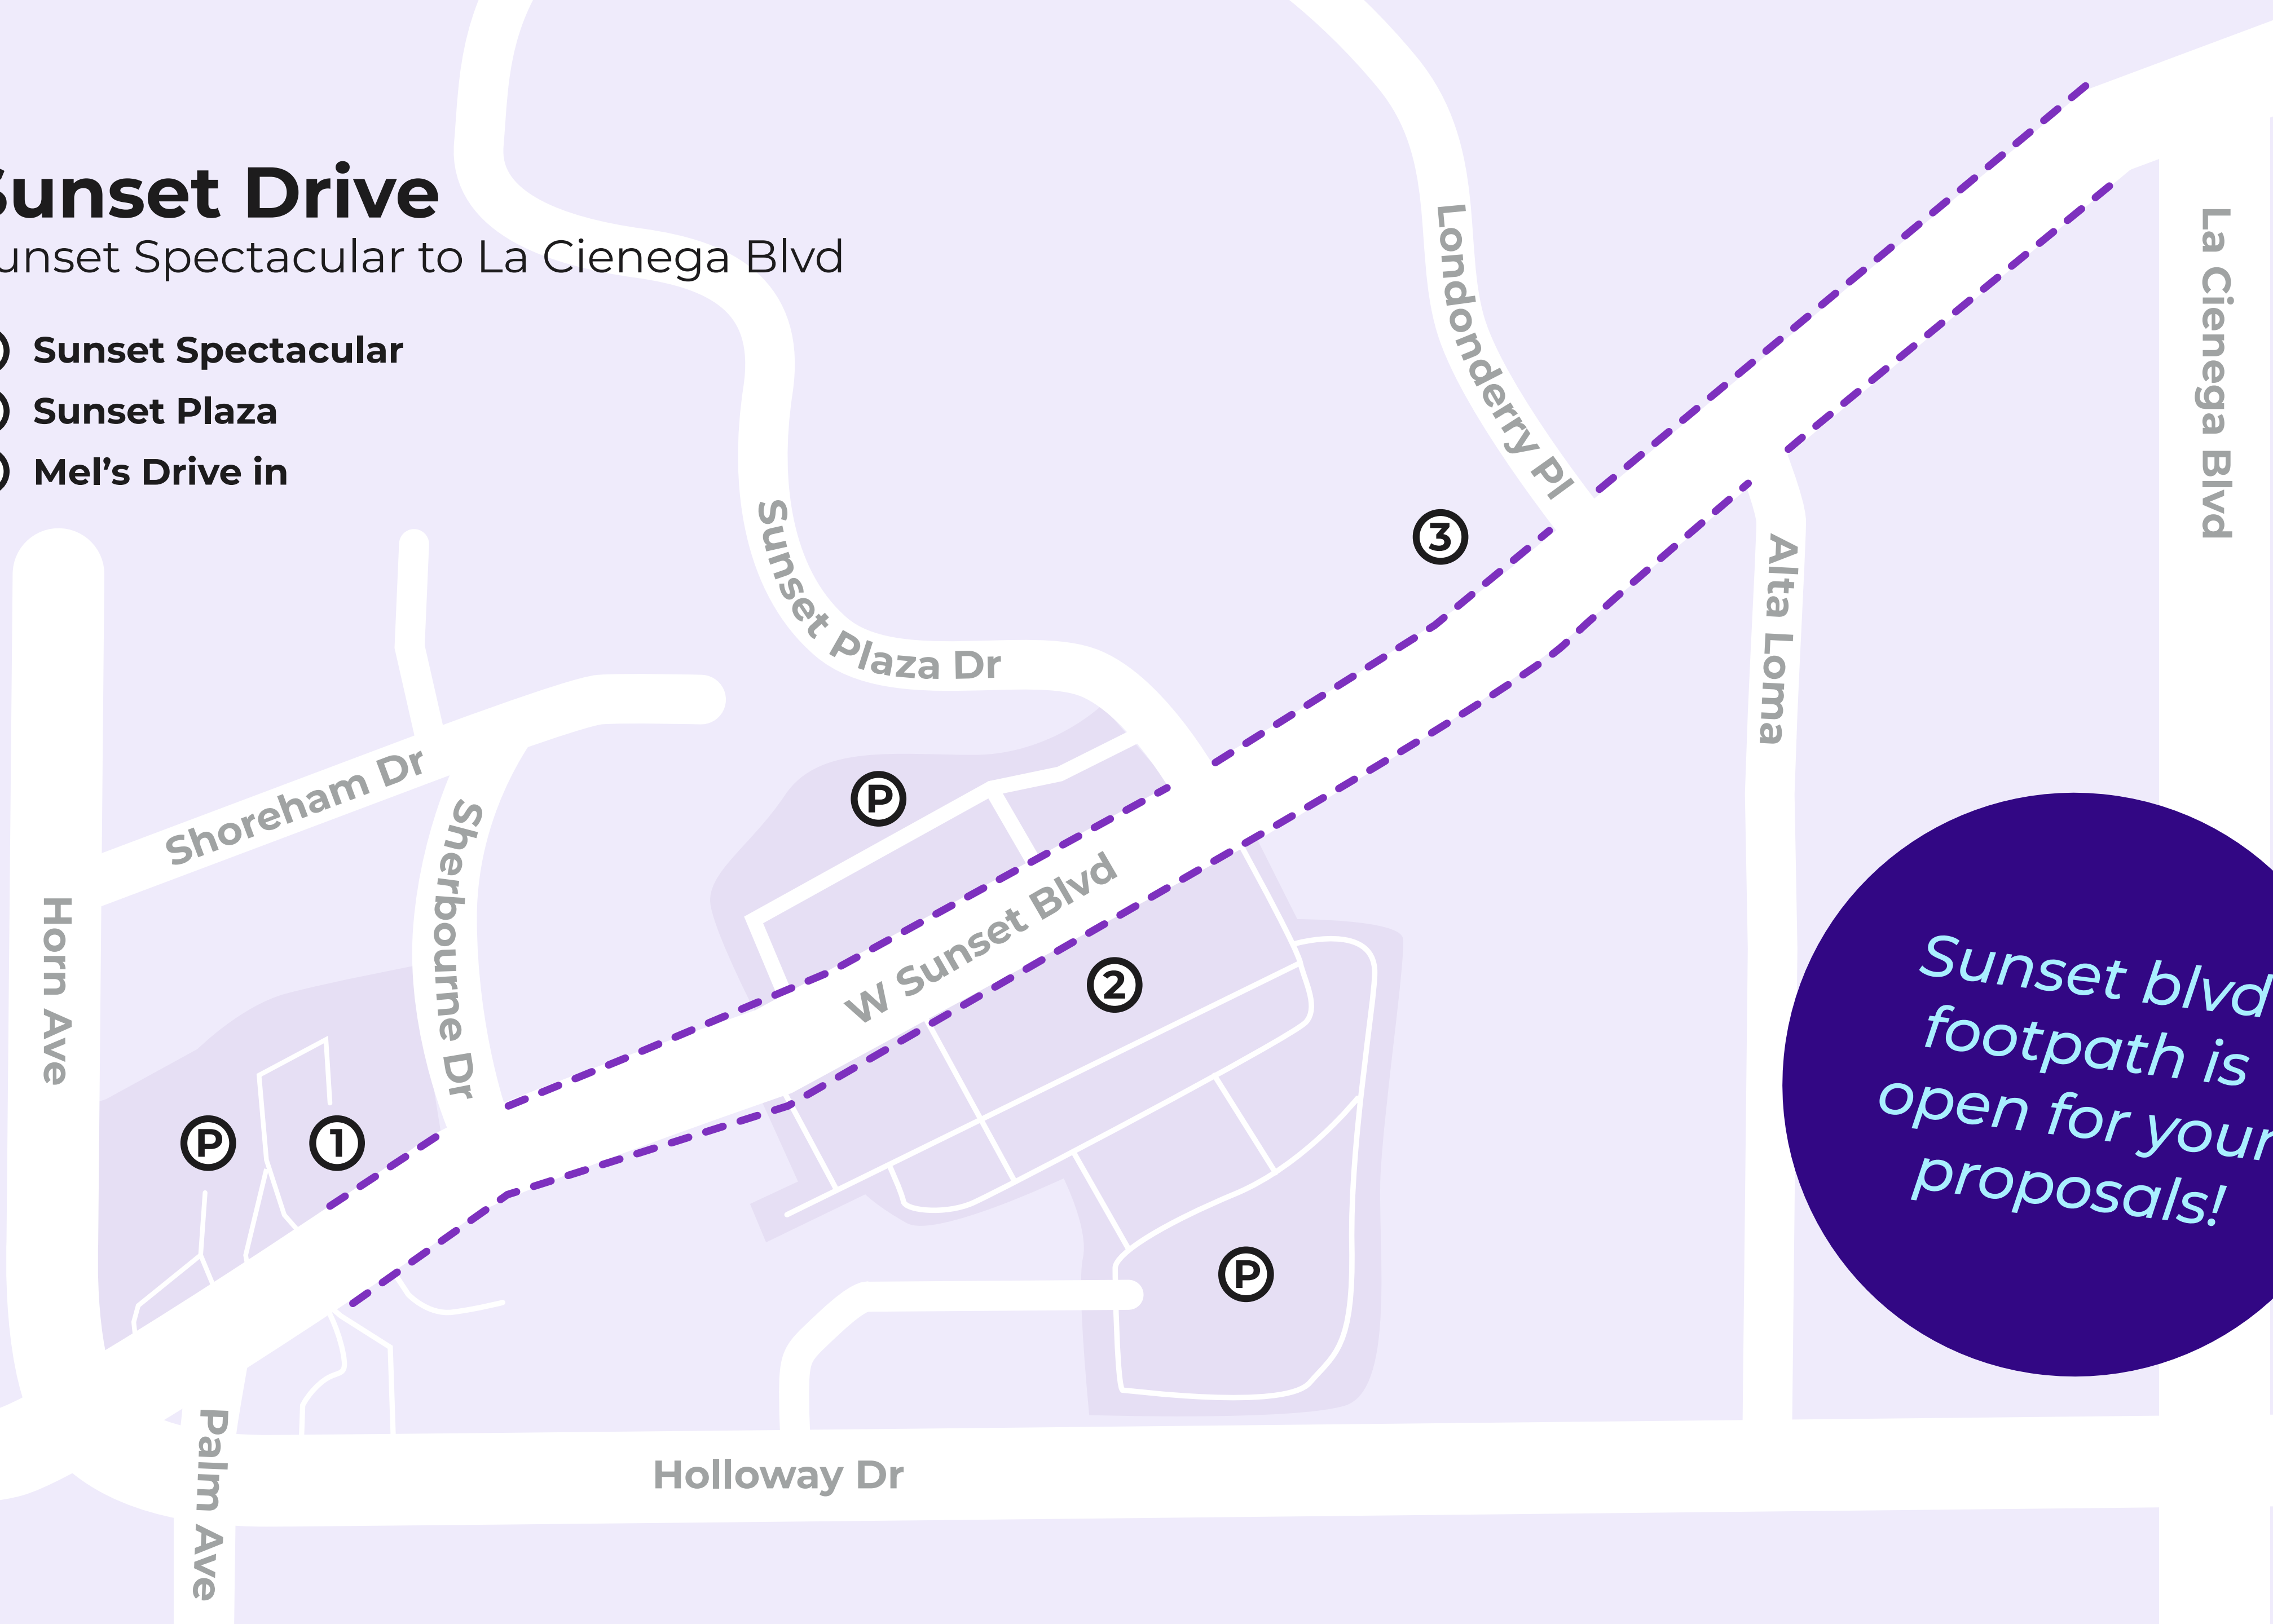 Sunset Drive
unset Spectacular to La Cienega Blvd
Sunset Spectacular
Sunset Plaza
Mel’s Drive in
Londonderry Pl
La Cienega Blvd
3
Sunset Plaza Dr
Alta Loma
Shoreham Dr
P
Sherbourne Dr
W Sunset Blvd
Horn Ave
2
P
1
P
Sunset blvd
footpath is
open for your
proposals!
Palm Ave
Holloway Dr